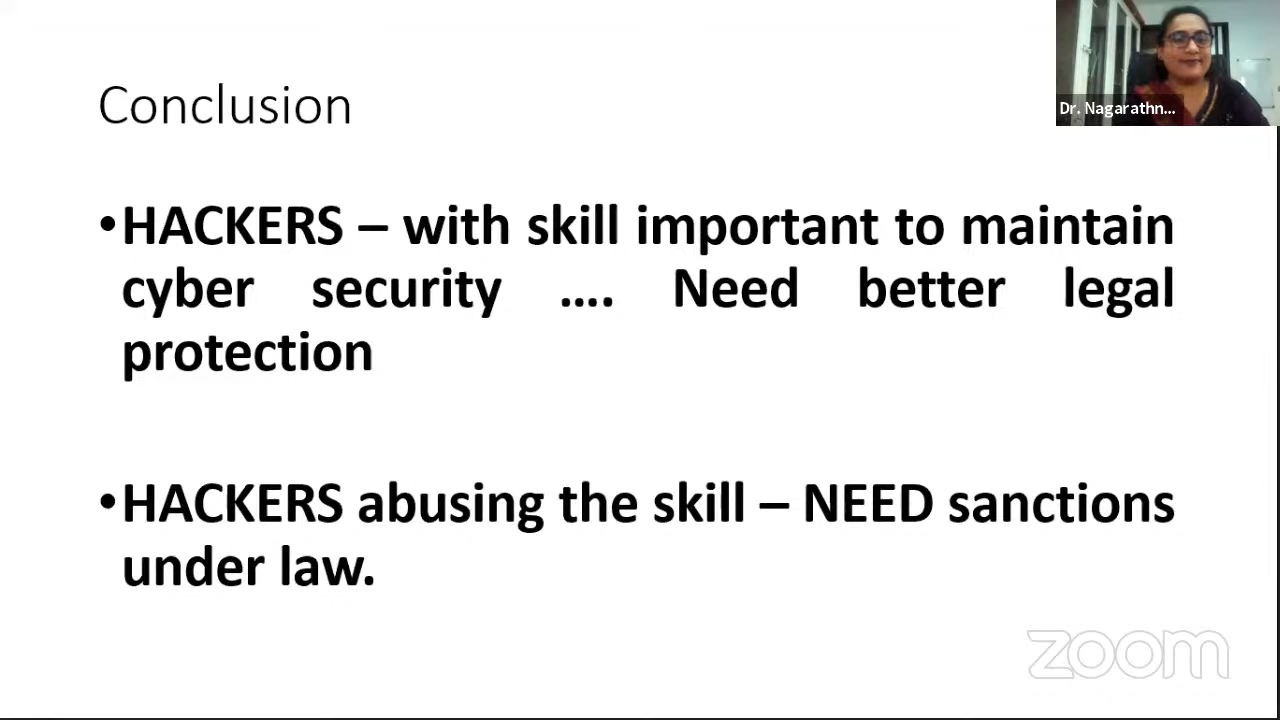 Dr. Nagarathn...
Conclusion
•HACKERS – with skill important to maintain
cyber security .... Need better legal
protection
•HACKERS abusing the skill – NEED sanctions
under law.
zoom